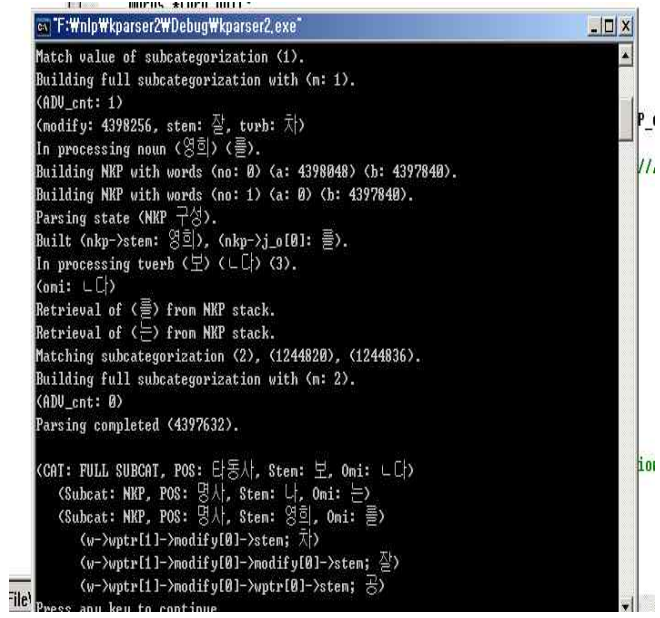 "F:₩nlp₩kparser2₩Debug₩kparser2.exe"
Match value of subcategorization (1).
Building full subcategorization with (n: 1).
(ADV_cnt: 1)
(modify: 4398256, stem: 잘, tvrb: 차)
In processing noun (영희) (를).
Building NKP with words (no: 0) (a: 4398048) (b: 4397840).
Building NKP with words (no: 1) (a: 0) (b: 4397840).
Parsing state (NKP 구성).
Built (nkp->stem: 영희), (nkp->j_o[0]: 를).
In processing tverb (보) (ㄴ다) (3).
(omi: ㄴ다)
Retrieval of (를) from NKP stack.
Retrieval of (는) from NKP stack.
Matching subcategorization (2), (1244820), (1244836).
Building full subcategorization with (n: 2).
(ADV_cnt: 0)
Parsing completed (4397632).
(CAT: FULL SUBCAT, POS: 타동사, Stem: 보, Omi: ㄴ다)
(Subcat: NKP, POS: 명사, Stem: 나, Omi: 는)
(Subcat: NKP, POS: 명사, Stem: 영희, Omi: 를)
(w->wptr[1]->modify[0]->stem; 차)
(w->wptr[1]->modify[0]->modify[0]->stem; 잘)
(w->wptr[1]->modify[0]->wptr[0]->stem; 공)
Press any key to continue